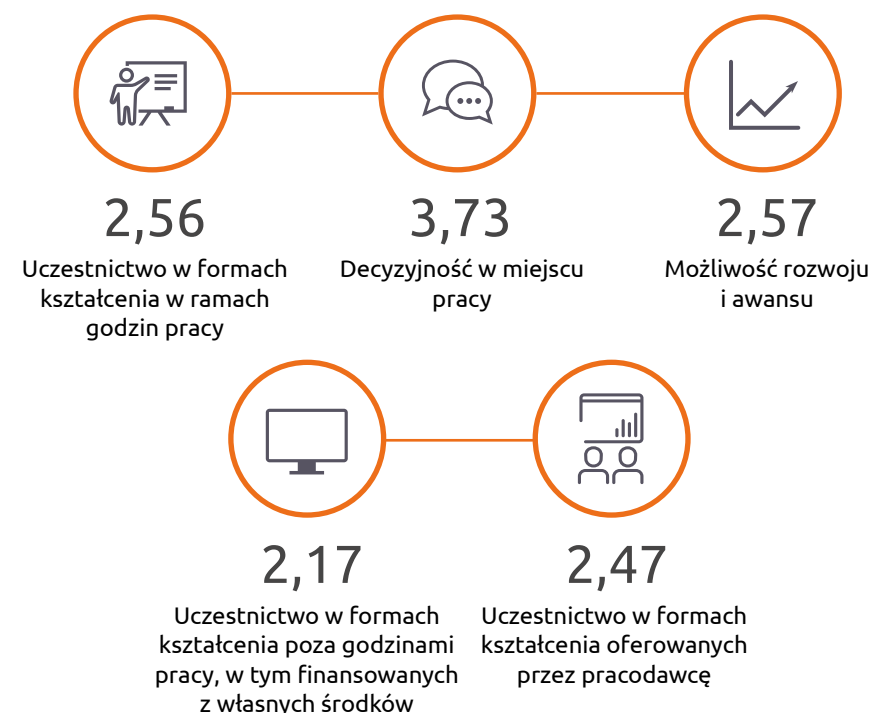 2,56
Uczestnictwo w formach
kształcenia w ramach
godzin pracy
3,73
Decyzyjność w miejscu
pracy
2,57
Możliwość rozwoju
i awansu
2,17
Uczestnictwo w formach
kształcenia poza godzinami
pracy, w tym finansowanych
z własnych środków
2,47
Uczestnictwo w formach
kształcenia oferowanych
przez pracodawcę